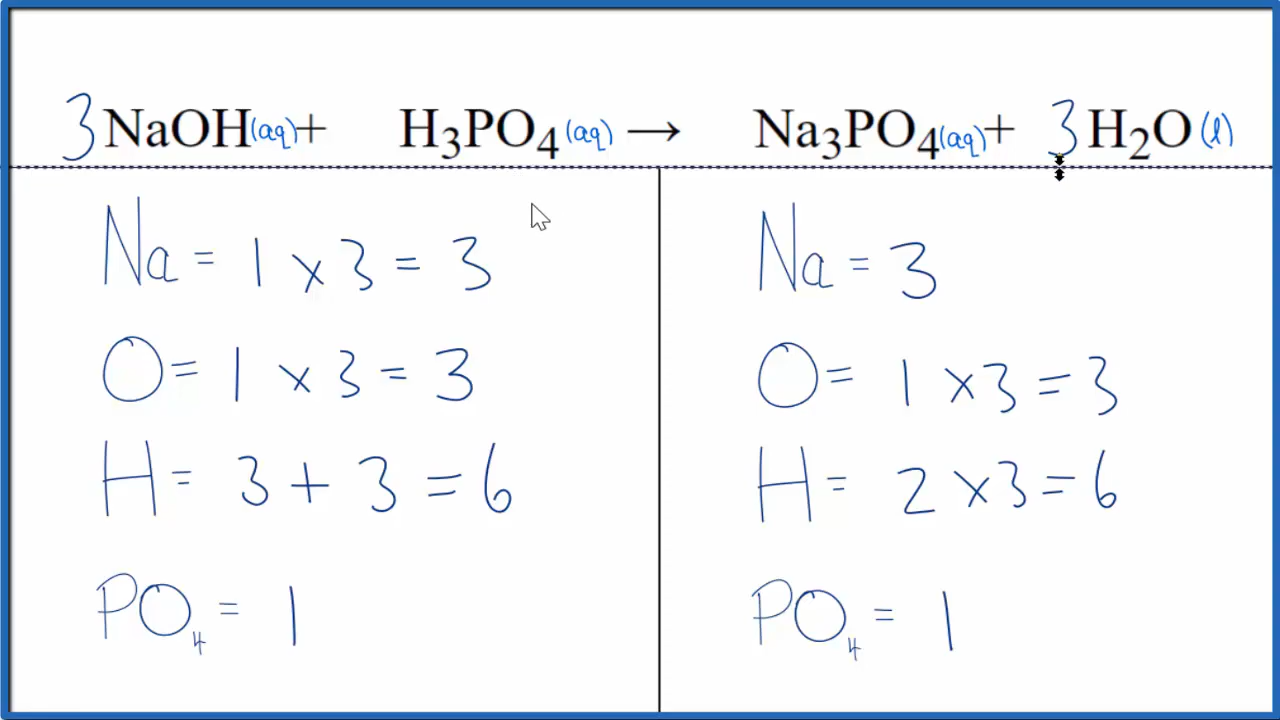 3NaOH(aq)+ H₃PO₄(aq) → Na₃PO₄(aq)+ 3H₂O(l)
Na = 1 x 3 = 3
O = 1 x 3 = 3
H = 3 + 3 = 6
PO₄ = 1
Na = 3
O = 1 x 3 = 3
H = 2 x 3 = 6
PO₄ = 1